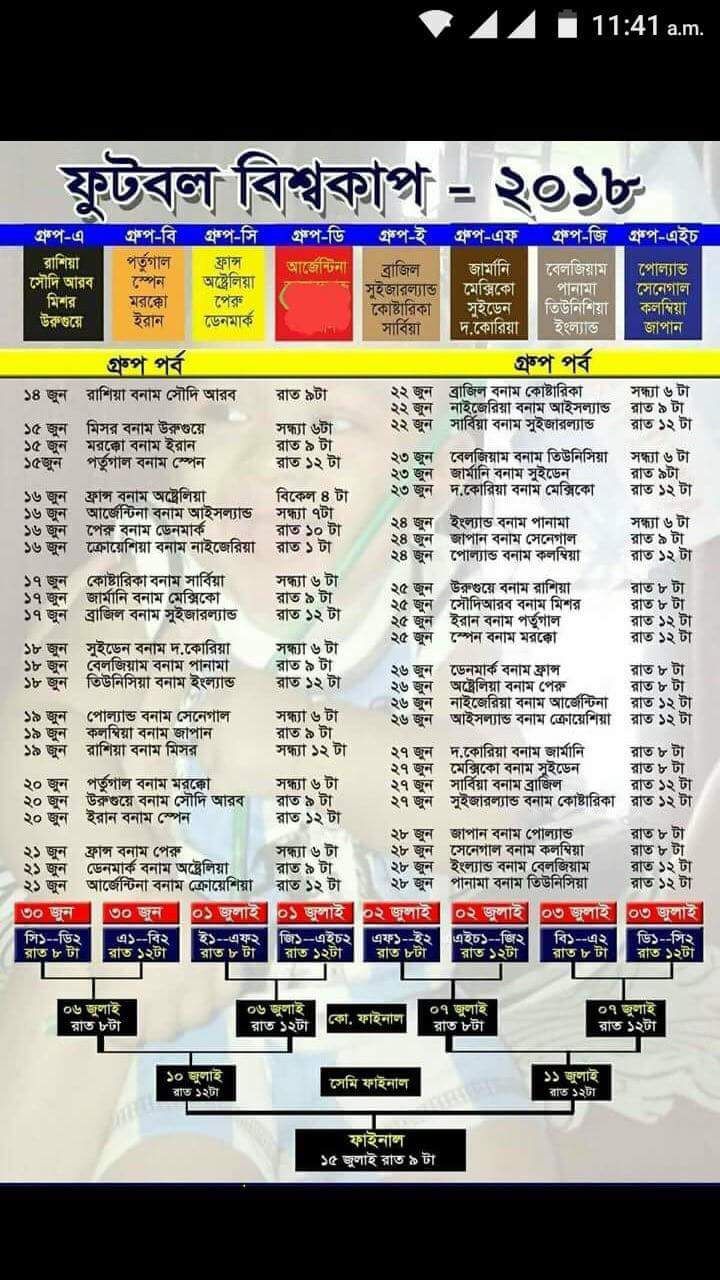 11:41 a.m.
ফুটবল বিশ্বকাপ - ২০১৮
গ্রুপ-এ
রাশিয়া
সৌদি আরব
মিশর
উরুগুয়ে
গ্রুপ-বি
পর্তুগাল
স্পেন
মরক্কো
ইরান
গ্রুপ-সি
ফ্রান্স
অষ্ট্রেলিয়া
পেরু
ডেনমার্ক
গ্রুপ-ডি
আর্জেন্টিনা
গ্রুপ-ই
ব্রাজিল
সুইজারল্যান্ড
কোষ্টারিকা
সার্বিয়া
গ্রুপ-এফ
জার্মানি
মেক্সিকো
সুইডেন
দ.কোরিয়া
গ্রুপ-জি
বেলজিয়াম
পানামা
তিউনিশিয়া
ইংল্যান্ড
গ্রুপ-এইচ
পোল্যান্ড
সেনেগাল
কলম্বিয়া
জাপান
গ্রুপ পর্ব
১৪ জুন রাশিয়া বনাম সৌদি আরব রাত ৯টা
১৫ জুন মিসর বনাম উরুগুয়ে সন্ধ্যা ৬টা
১৫ জুন মরক্কো বনাম ইরান রাত ৯ টা
১৫জুন পর্তুগাল বনাম স্পেন রাত ১২ টা
১৬ জুন ফ্রান্স বনাম অষ্ট্রেলিয়া বিকেল ৪ টা
১৬ জুন আর্জেন্টিনা বনাম আইসল্যান্ড সন্ধ্যা ৭টা
১৬ জুন পেরু বনাম ডেনমার্ক রাত ১০ টা
১৬ জুন ক্রোয়েশিয়া বনাম নাইজেরিয়া রাত ১ টা
১৭ জুন কোষ্টারিকা বনাম সার্বিয়া সন্ধ্যা ৬ টা
১৭ জুন জার্মানি বনাম মেক্সিকো রাত ৯ টা
১৭ জুন ব্রাজিল বনাম সুইজারল্যান্ড রাত ১২ টা
১৮ জুন সুইডেন বনাম দ.কোরিয়া সন্ধ্যা ৬ টা
১৮ জুন বেলজিয়াম বনাম পানামা রাত ৯ টা
১৮ জুন তিউনিসিয়া বনাম ইংল্যান্ড রাত ১২ টা
১৯ জুন পোল্যান্ড বনাম সেনেগাল সন্ধ্যা ৬ টা
১৯ জুন কলম্বিয়া বনাম জাপান রাত ৯ টা
১৯ জুন রাশিয়া বনাম মিসর সন্ধ্যা ১২ টা
২০ জুন পর্তুগাল বনাম মরক্কো সন্ধ্যা ৬ টা
২০ জুন উরুগুয়ে বনাম সৌদি আরব রাত ৯ টা
২০ জুন ইরান বনাম স্পেন রাত ১২ টা
২১ জুন ফ্রান্স বনাম পেরু সন্ধ্যা ৬ টা
২১ জুন ডেনমার্ক বনাম অষ্ট্রেলিয়া রাত ৯ টা
২১ জুন আর্জেন্টিনা বনাম ক্রোয়েশিয়া রাত ১২ টা
গ্রুপ পর্ব
২২ জুন ব্রাজিল বনাম কোষ্টারিকা সন্ধ্যা ৬ টা
২২ জুন নাইজেরিয়া বনাম আইসল্যান্ড রাত ৯ টা
২২ জুন সার্বিয়া বনাম সুইজারল্যান্ড রাত ১২ টা
২৩ জুন বেলজিয়াম বনাম তিউনিসিয়া সন্ধ্যা ৬ টা
২৩ জুন জার্মানি বনাম সুইডেন রাত ৯টা
২৩ জুন দ.কোরিয়া বনাম মেক্সিকো রাত ১২ টা
২৪ জুন ইংল্যান্ড বনাম পানামা সন্ধ্যা ৬ টা
২৪ জুন জাপান বনাম সেনেগাল রাত ৯ টা
২৪ জুন পোল্যান্ড বনাম কলম্বিয়া রাত ১২ টা
২৫ জুন উরুগুয়ে বনাম রাশিয়া রাত ৮ টা
২৫ জুন সৌদিআরব বনাম মিসর রাত ৮ টা
২৫ জুন ইরান বনাম পর্তুগাল রাত ১২ টা
২৫ জুন স্পেন বনাম মরক্কো রাত ১২ টা
২৬ জুন ডেনমার্ক বনাম ফ্রান্স রাত ৮ টা
২৬ জুন অষ্ট্রেলিয়া বনাম পেরু রাত ৮ টা
২৬ জুন নাইজেরিয়া বনাম আর্জেন্টিনা রাত ১২ টা
২৬ জুন আইসল্যান্ড বনাম ক্রোয়েশিয়া রাত ১২ টা
২৭ জুন দ.কোরিয়া বনাম জার্মানি রাত ৮ টা
২৭ জুন মেক্সিকো বনাম সুইডেন রাত ৮ টা
২৭ জুন সার্বিয়া বনাম ব্রাজিল রাত ১২ টা
২৭ জুন সুইজারল্যান্ড বনাম কোষ্টারিকা রাত ১২ টা
২৮ জুন জাপান বনাম পোল্যান্ড রাত ৮ টা
২৮ জুন সেনেগাল বনাম কলম্বিয়া রাত ৮ টা
২৮ জুন ইংল্যান্ড বনাম বেলজিয়াম রাত ১২ টা
২৮ জুন পানামা বনাম তিউনিসিয়া রাত ১২ টা
৩০ জুন
সি১--ডি২
রাত ৮ টা
৩০ জুন
এ১--বি২
রাত ১২টা
০১ জুলাই
ই১--এফ২
রাত ৮ টা
০১ জুলাই
জি১--এইচ২
রাত ১২টা
০২ জুলাই
এফ১--ই২
রাত ৮টা
০২ জুলাই
এইচ১--জি২
রাত ১২টা
০৩ জুলাই
বি১--এ২
রাত ৮ টা
০৩ জুলাই
ডি১--সি২
রাত ১২টা
০৬ জুলাই
রাত ৮টা
০৬ জুলাই
রাত ১২টা
কো. ফাইনাল
০৭ জুলাই
রাত ৮টা
০৭ জুলাই
রাত ১২টা
১০ জুলাই
রাত ১২টা
সেমি ফাইনাল
১১ জুলাই
রাত ১২টা
ফাইনাল
১৫ জুলাই রাত ৯ টা